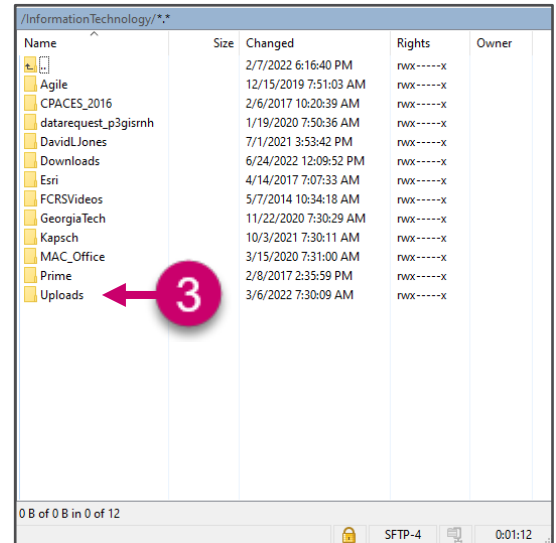 /InformationTechnology/*.*
Name Size Changed Rights Owner
.. 2/7/2022 6:16:40 PM rwx-----x
Agile 12/15/2019 7:51:03 AM rwx-----x
CPACES_2016 2/6/2017 10:20:39 AM rwx-----x
datarequest_p3gisrnh 1/19/2020 7:50:36 AM rwx-----x
DavidLJones 7/1/2021 3:53:42 PM rwx-----x
Downloads 6/24/2022 12:09:52 PM rwx-----x
Esri 4/14/2017 7:07:33 AM rwx-----x
FCRSVideos 5/7/2014 10:34:18 AM rwx-----x
GeorgiaTech 11/22/2020 7:30:29 AM rwx-----x
Kapsch 10/3/2021 7:30:11 AM rwx-----x
MAC_Office 3/15/2020 7:31:00 AM rwx-----x
Prime 2/8/2017 2:35:59 PM rwx-----x
Uploads 3 3/6/2022 7:30:09 AM rwx-----x
0 B of 0 B in 0 of 12
SFTP-4 0:01:12